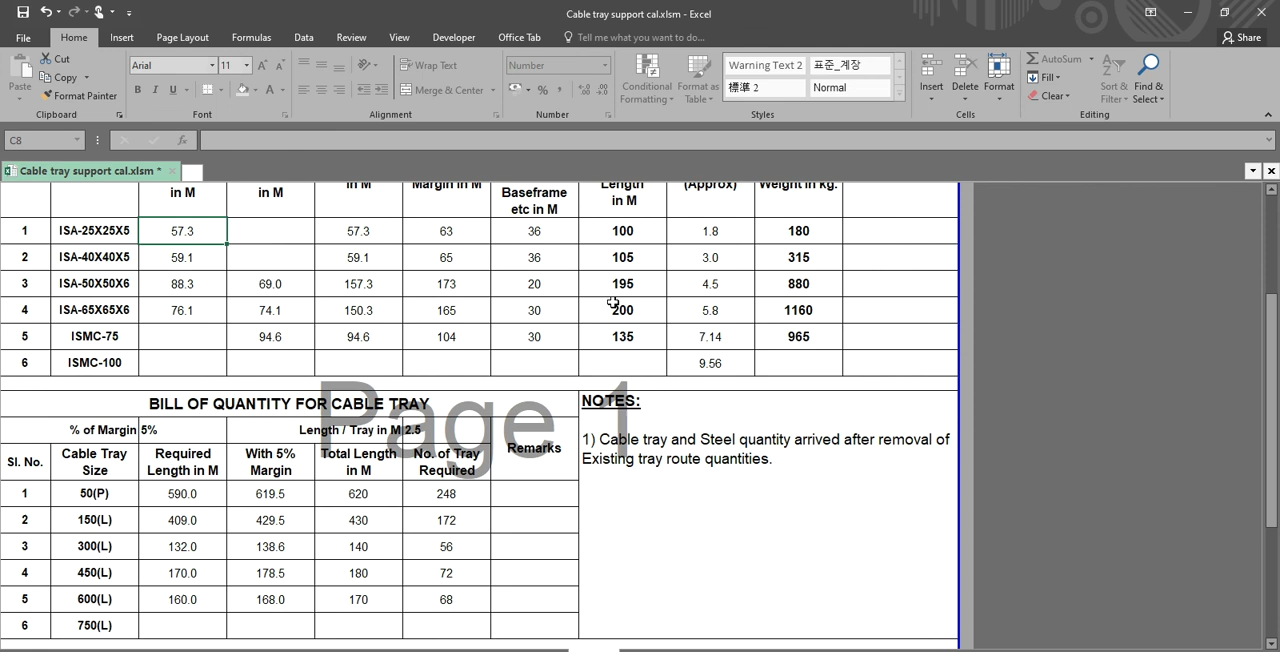 Cable tray support cal.xlsm - Excel
File Home Insert Page Layout Formulas Data Review View Developer Office Tab Tell me what you want to do... Share
Paste Cut Copy Format Painter Clipboard
Arial 11 A A B I U A Font
Wrap Text Merge & Center Alignment
Number % , Number
Conditional Formatting Format as Table Warning Text 2 표준_계장 標準 2 Normal Styles
Insert Delete Format Cells
AutoSum Fill Clear Sort & Filter Find & Select Editing
C8 fx
Cable tray support cal.xlsm *
in M in M in M Margin in M Baseframe etc in M Length in M (Approx) Weight in kg.
1 ISA-25X25X5 57.3 57.3 63 36 100 1.8 180
2 ISA-40X40X5 59.1 59.1 65 36 105 3.0 315
3 ISA-50X50X6 88.3 69.0 157.3 173 20 195 4.5 880
4 ISA-65X65X6 76.1 74.1 150.3 165 30 200 5.8 1160
5 ISMC-75 94.6 94.6 104 30 135 7.14 965
6 ISMC-100 9.56
Page 1
BILL OF QUANTITY FOR CABLE TRAY
% of Margin 5% Length / Tray in M 2.5
Sl. No. Cable Tray Size Required Length in M With 5% Margin Total Length in M No. of Tray Required Remarks
1 50(P) 590.0 619.5 620 248
2 150(L) 409.0 429.5 430 172
3 300(L) 132.0 138.6 140 56
4 450(L) 170.0 178.5 180 72
5 600(L) 160.0 168.0 170 68
6 750(L)
NOTES:
1) Cable tray and Steel quantity arrived after removal of
Existing tray route quantities.